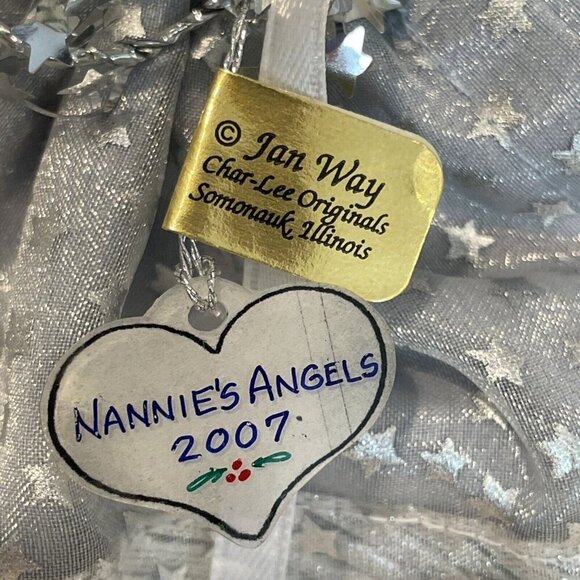 © Jan Way
Char-Lee Originals
Somonauk, Illinois
NANNIE'S ANGELS
2007